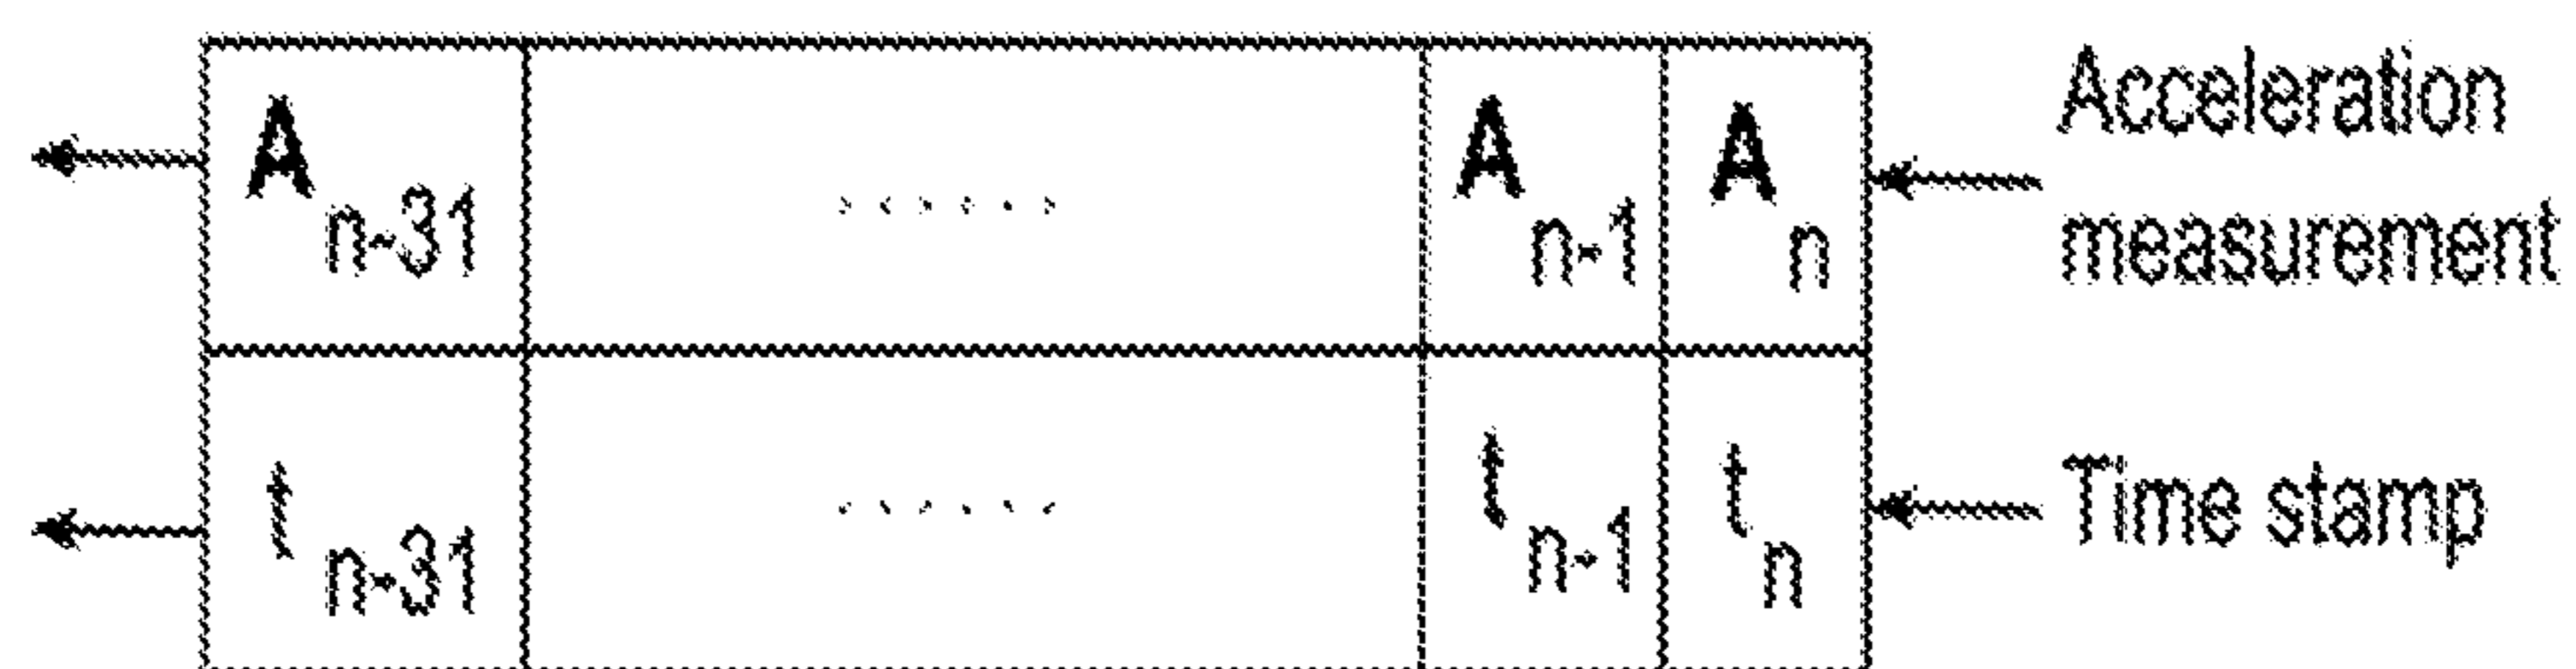 A n-31 ...... A n-1 A n Acceleration measurement
t n-31 ...... t n-1 t n Time stamp